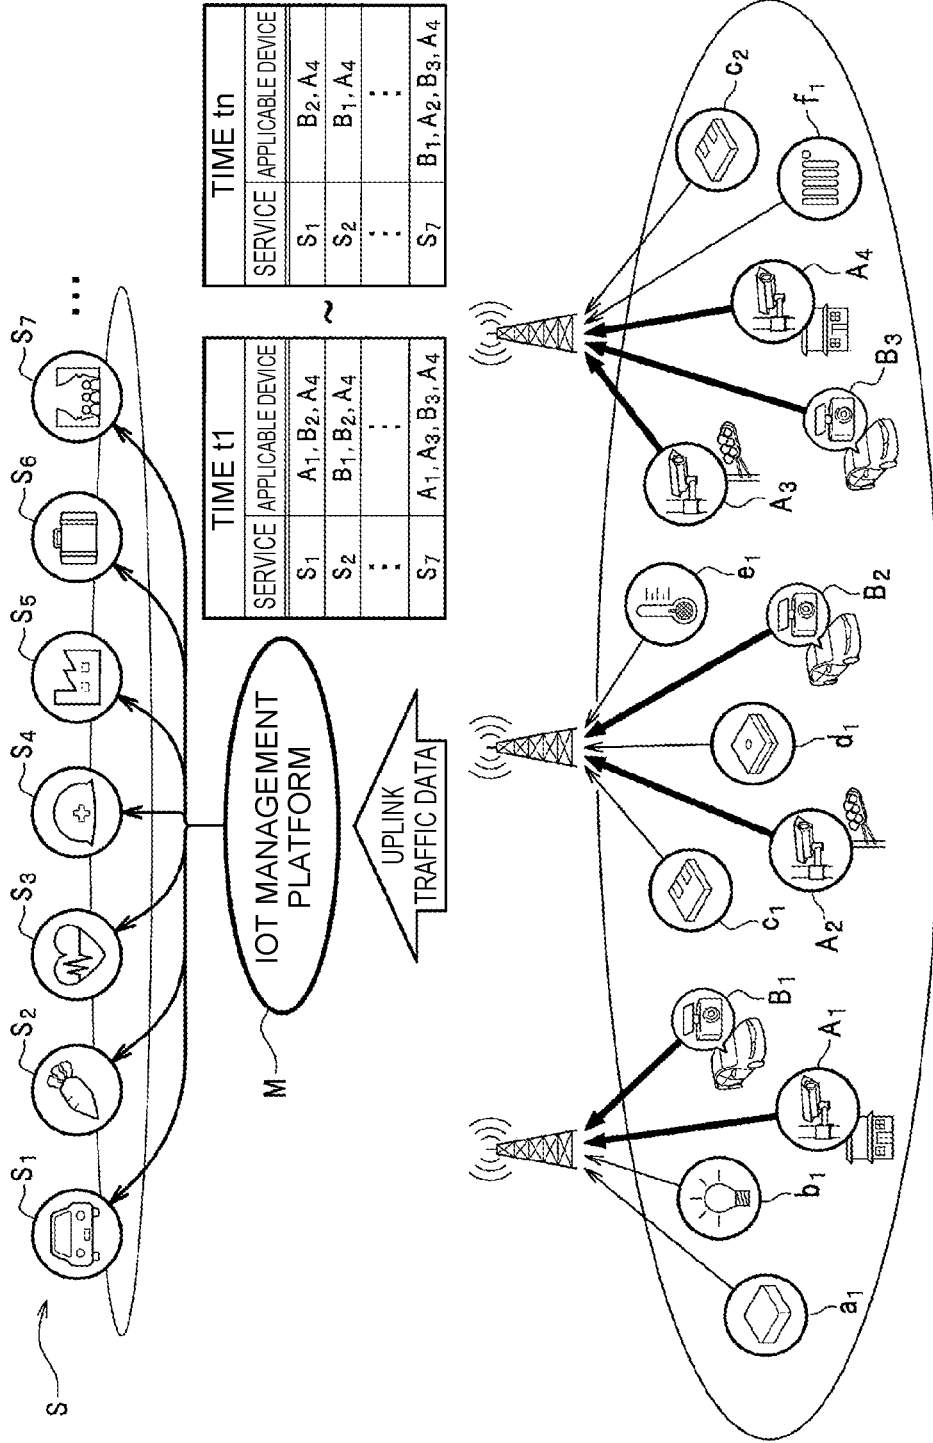 S
S1
S2
S3
S4
S5
S6
S7
...
M
IOT MANAGEMENT
PLATFORM
TIME t1
SERVICE APPLICABLE DEVICE
S1 A1, B2, A4
S2 B1, B2, A4
⋮ ⋮
S7 A1, A3, B3, A4
~
TIME tn
SERVICE APPLICABLE DEVICE
S1 B2, A4
S2 B1, A4
⋮ ⋮
S7 B1, A2, B3, A4
UPLINK
TRAFFIC DATA
a1
b1
A1
B1
c1
A2
d1
B2
e1
A3
B3
A4
f1
c2